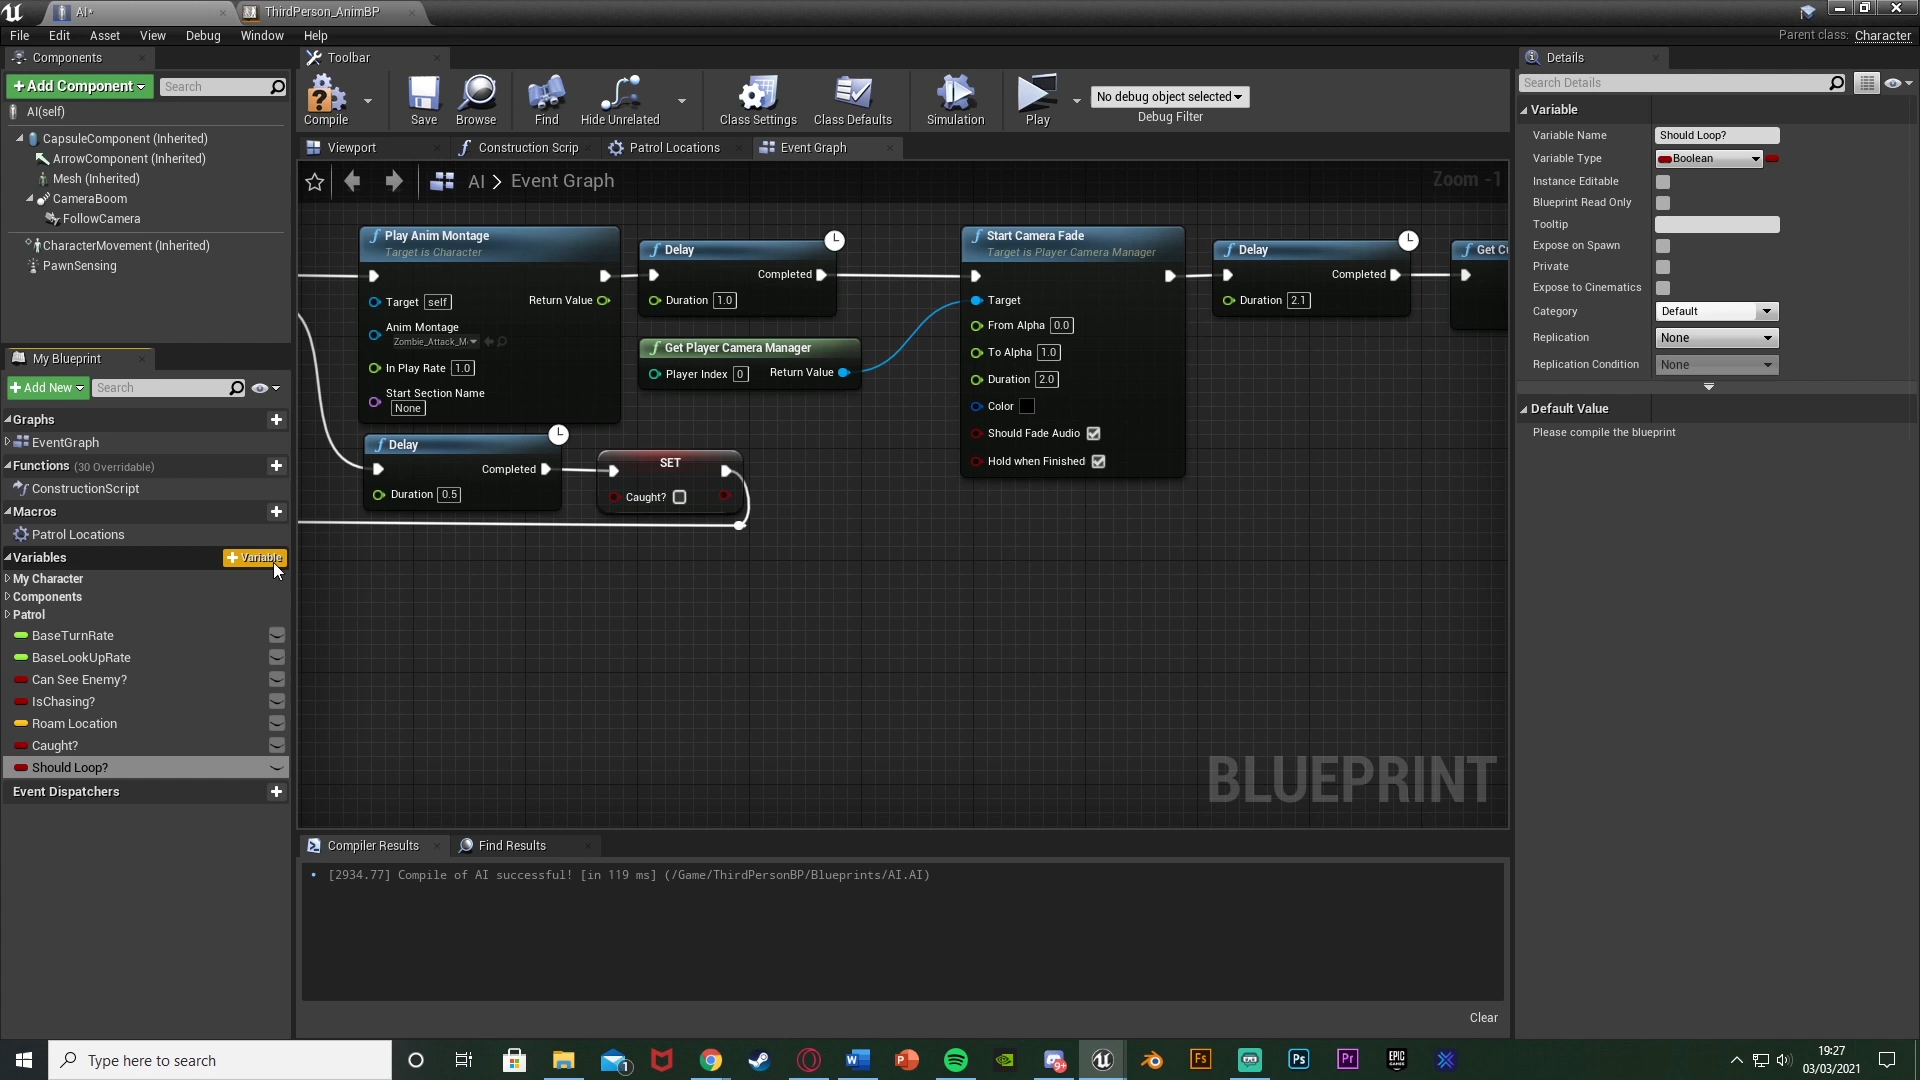 AI*
ThirdPerson_AnimBP
File Edit Asset View Debug Window Help
Parent class: Character
Components
+ Add Component
Search
AI(self)
CapsuleComponent (Inherited)
ArrowComponent (Inherited)
Mesh (Inherited)
CameraBoom
FollowCamera
CharacterMovement (Inherited)
PawnSensing
My Blueprint
+ Add New
Search
Graphs
EventGraph
Functions (30 Overridable)
ConstructionScript
Macros
Patrol Locations
Variables
+ Variable
My Character
Components
Patrol
BaseTurnRate
BaseLookUpRate
Can See Enemy?
IsChasing?
Roam Location
Caught?
Should Loop?
Event Dispatchers
Toolbar
Compile
Save
Browse
Find
Hide Unrelated
Class Settings
Class Defaults
Simulation
Play
No debug object selected
Debug Filter
Viewport
Construction Scrip
Patrol Locations
Event Graph
AI > Event Graph
Zoom -1
Play Anim Montage
Target is Character
Target self
Return Value
Anim Montage
Zombie_Attack_M
In Play Rate 1.0
Start Section Name
None
Delay
Completed
Duration 1.0
Get Player Camera Manager
Player Index 0
Return Value
Start Camera Fade
Target is Player Camera Manager
Target
From Alpha 0.0
To Alpha 1.0
Duration 2.0
Color
Should Fade Audio
Hold when Finished
Delay
Completed
Duration 2.1
Get Cu
Delay
Completed
Duration 0.5
SET
Caught?
BLUEPRINT
Compiler Results
Find Results
[2934.77] Compile of AI successful! [in 119 ms] (/Game/ThirdPersonBP/Blueprints/AI.AI)
Clear
Details
Search Details
Variable
Variable Name Should Loop?
Variable Type Boolean
Instance Editable
Blueprint Read Only
Tooltip
Expose on Spawn
Private
Expose to Cinematics
Category Default
Replication None
Replication Condition None
Default Value
Please compile the blueprint
Type here to search
19:27
03/03/2021